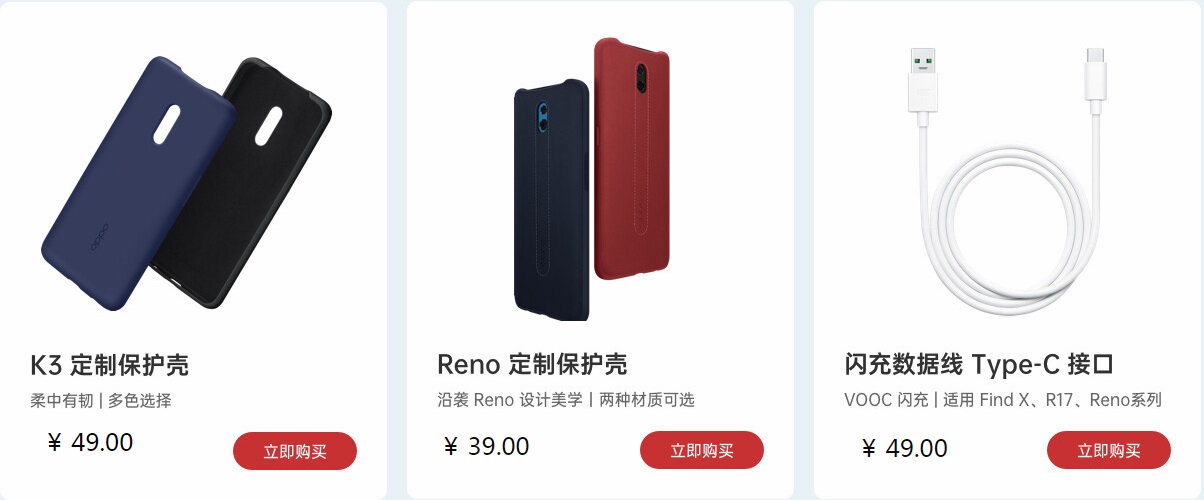 oppo
K3 定制保护壳
柔中有韧 | 多色选择
¥ 49.00
立即购买
Reno 定制保护壳
沿袭 Reno 设计美学 | 两种材质可选
¥ 39.00
立即购买
闪充数据线 Type-C 接口
VOOC 闪充 | 适用 Find X、R17、Reno系列
¥ 49.00
立即购买